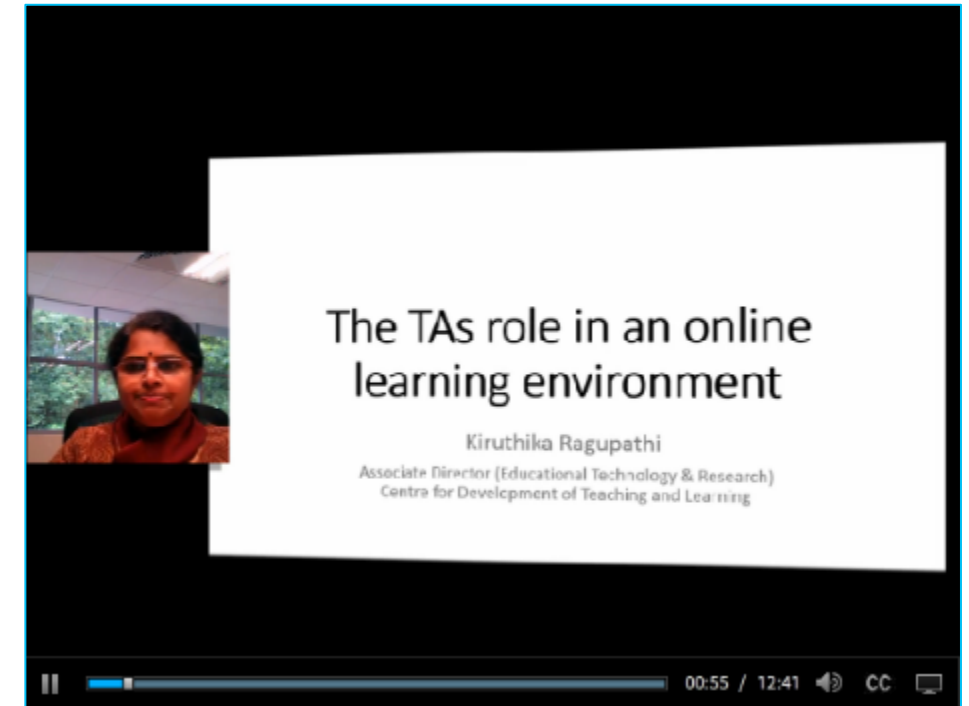 The TAs role in an online
learning environment
Kiruthika Ragupathi
Associate Director (Educational Technology & Research)
Centre for Development of Teaching and Learning
00:55 / 12:41
CC